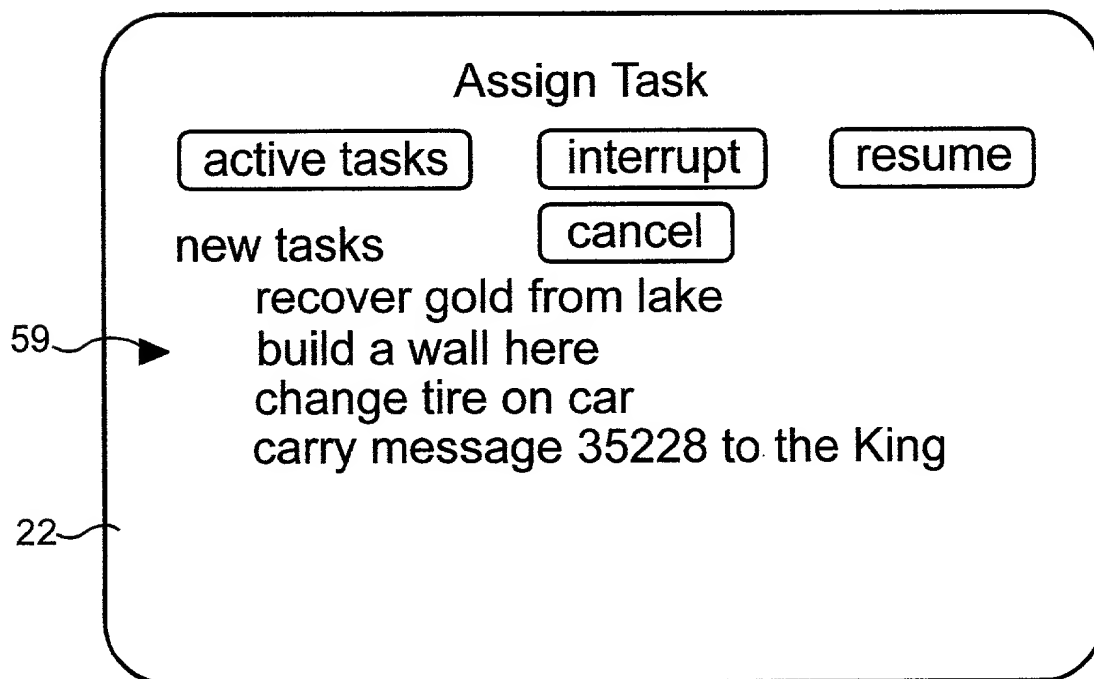 Assign Task
active tasks interrupt resume
new tasks cancel
recover gold from lake
59 build a wall here
change tire on car
carry message 35228 to the King
22